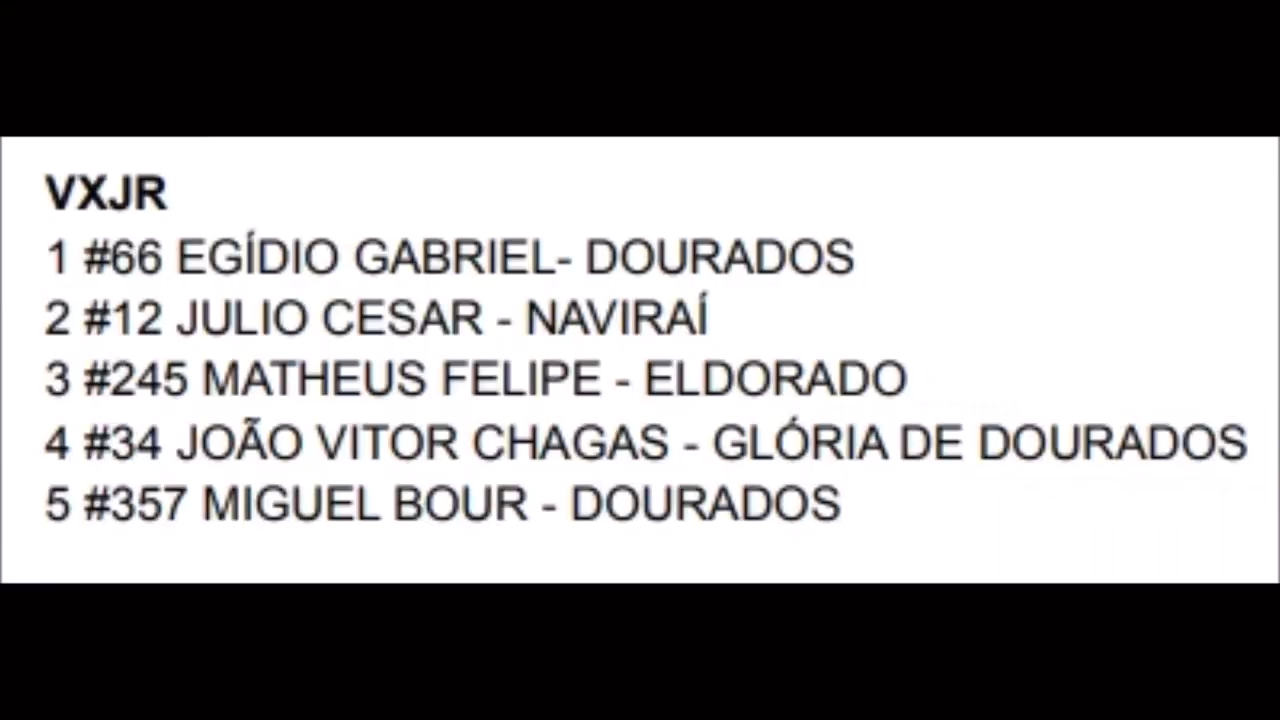 VXJR
1 #66 EGÍDIO GABRIEL- DOURADOS
2 #12 JULIO CESAR - NAVIRAÍ
3 #245 MATHEUS FELIPE - ELDORADO
4 #34 JOÃO VITOR CHAGAS - GLÓRIA DE DOURADOS
5 #357 MIGUEL BOUR - DOURADOS